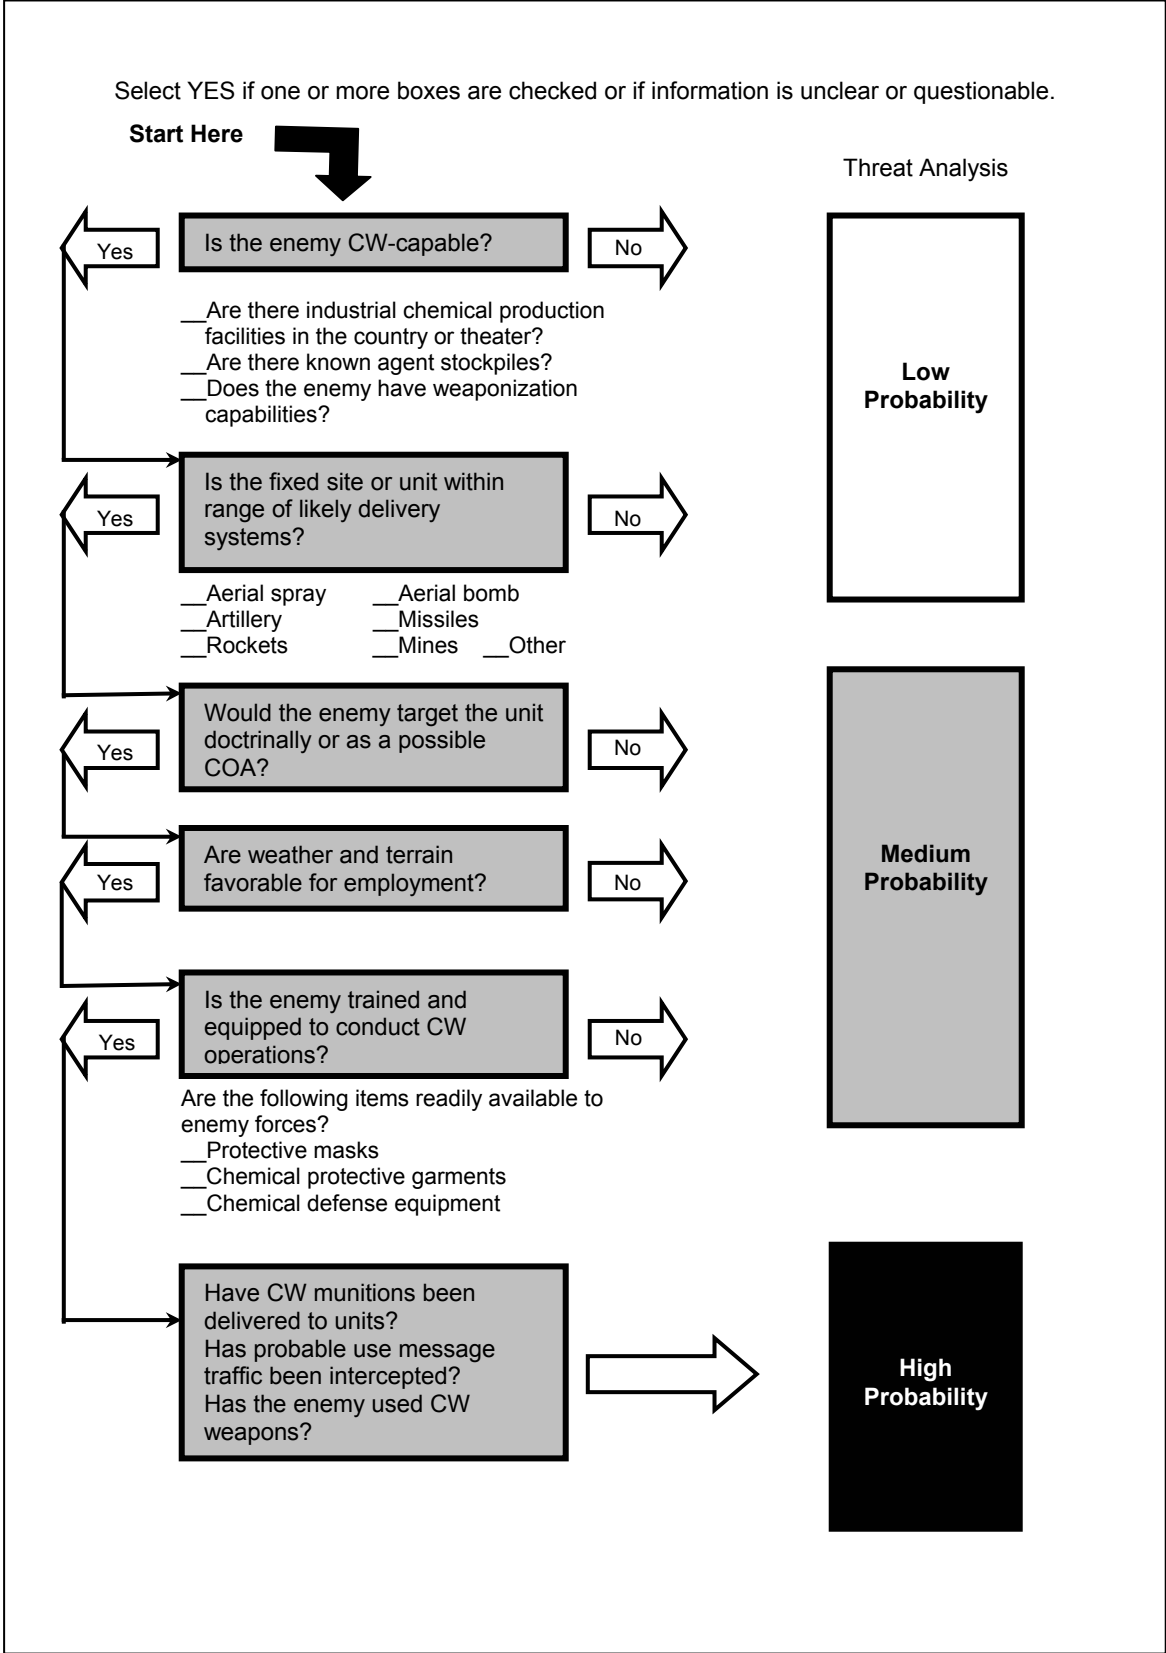 Select YES if one or more boxes are checked or if information is unclear or questionable.
Start Here
Threat Analysis
Yes
Is the enemy CW-capable?
No
__Are there industrial chemical production
facilities in the country or theater?
__Are there known agent stockpiles?
__Does the enemy have weaponization
capabilities?
Low
Probability
Yes
Is the fixed site or unit within
range of likely delivery
systems?
No
__Aerial spray __Aerial bomb
__Artillery __Missiles
__Rockets __Mines __Other
Yes
Would the enemy target the unit
doctrinally or as a possible
COA?
No
Yes
Are weather and terrain
favorable for employment?
No
Medium
Probability
Yes
Is the enemy trained and
equipped to conduct CW
operations?
No
Are the following items readily available to
enemy forces?
__Protective masks
__Chemical protective garments
__Chemical defense equipment
Have CW munitions been
delivered to units?
Has probable use message
traffic been intercepted?
Has the enemy used CW
weapons?
High
Probability